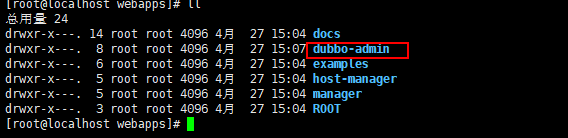 [root@localhost webapps]# ll
总用量 24
drwxr-x---. 14 root root 4096 4月  27 15:04 docs
drwxr-x---.  8 root root 4096 4月  27 15:07 dubbo-admin
drwxr-x---.  6 root root 4096 4月  27 15:04 examples
drwxr-x---.  5 root root 4096 4月  27 15:04 host-manager
drwxr-x---.  5 root root 4096 4月  27 15:04 manager
drwxr-x---.  3 root root 4096 4月  27 15:04 ROOT
[root@localhost webapps]#